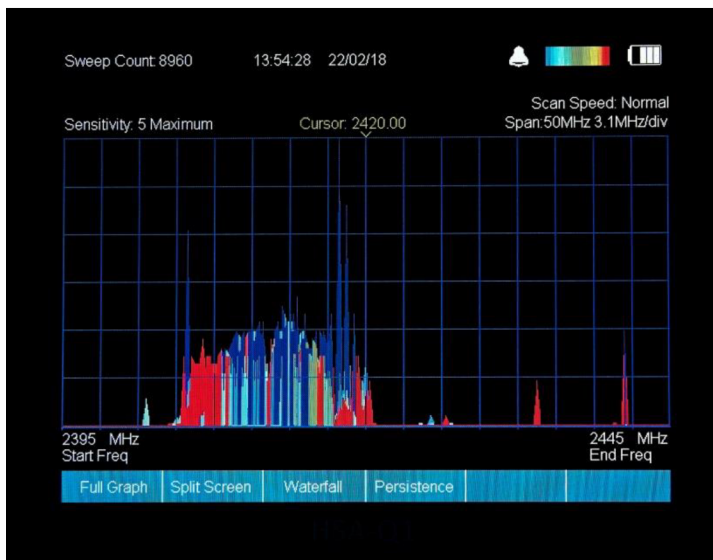 Sweep Count: 8960 13:54:28 22/02/18
Scan Speed: Normal
Sensitivity: 5 Maximum Cursor: 2420.00 Span:50MHz 3.1MHz/div
2395 MHz 2445 MHz
Start Freq End Freq
Full Graph Split Screen Waterfall Persistence